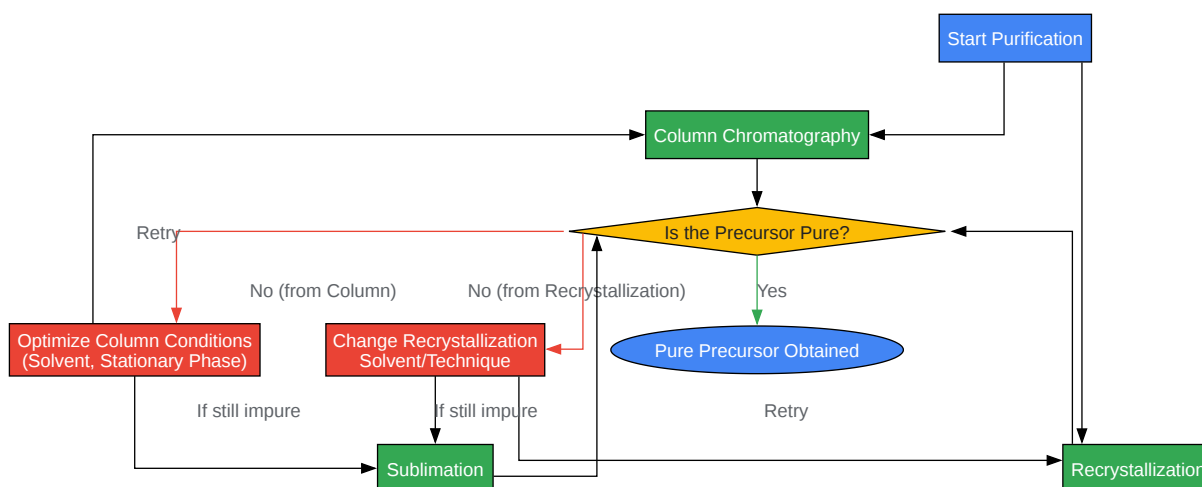 Start Purification
Column Chromatography
Retry
Is the Precursor Pure?
No (from Column)
No (from Recrystallization)
Yes
Optimize Column Conditions
(Solvent, Stationary Phase)
Change Recrystallization
Solvent/Technique
Pure Precursor Obtained
If still impure
If still impure
Retry
Sublimation
Recrystallization